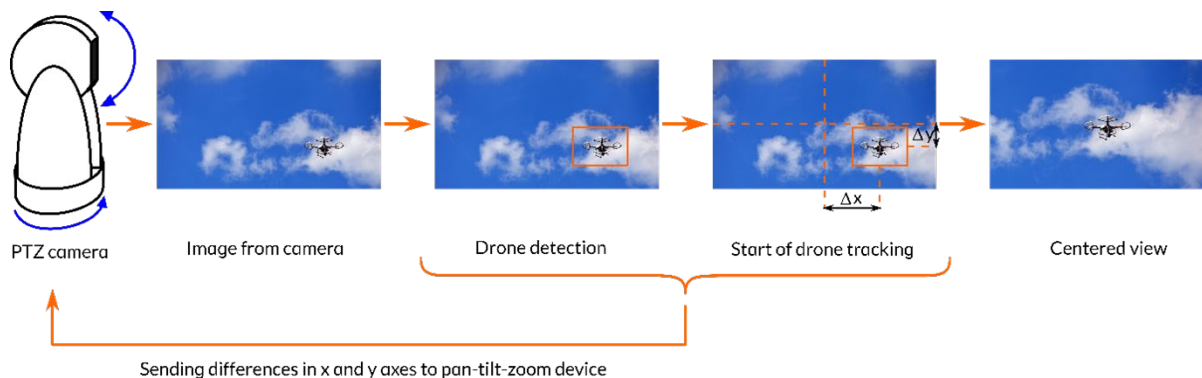 Δy
Δx
PTZ camera
Image from camera
Drone detection
Start of drone tracking
Centered view
Sending differences in x and y axes to pan-tilt-zoom device